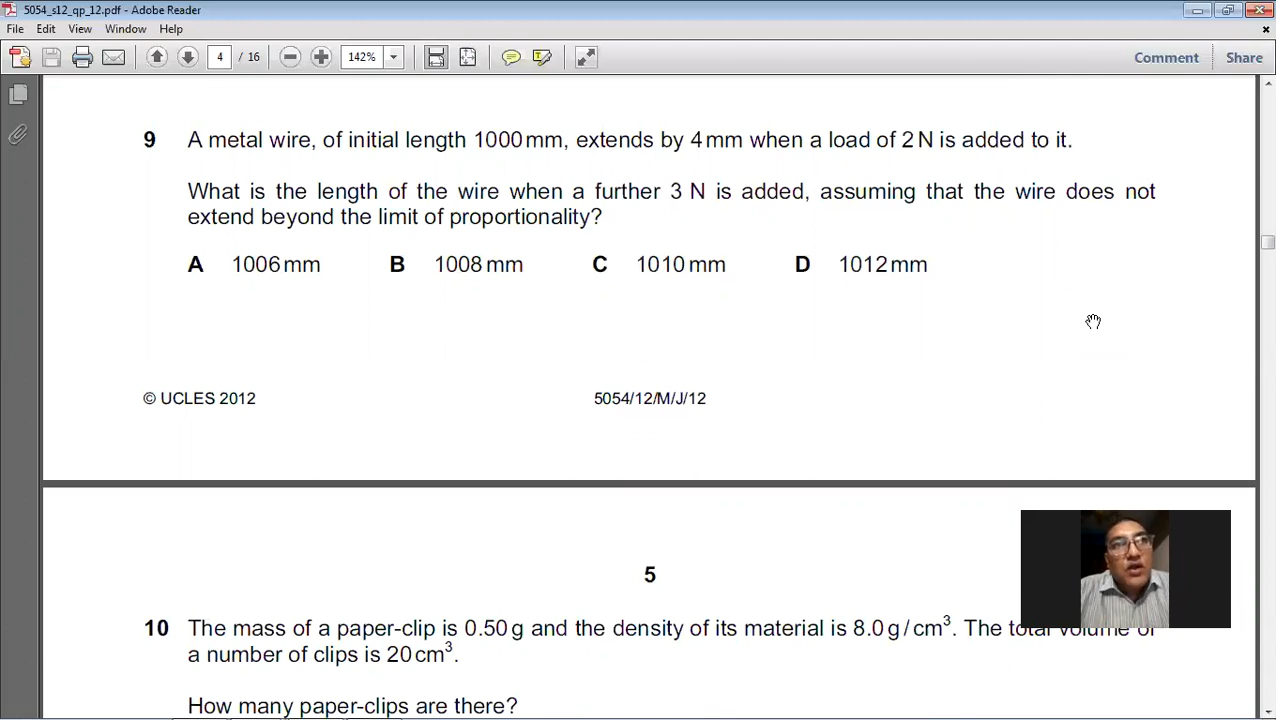 5054_s12_qp_12.pdf - Adobe Reader
File Edit View Window Help
4 / 16 142% Comment Share
9 A metal wire, of initial length 1000 mm, extends by 4 mm when a load of 2 N is added to it.
What is the length of the wire when a further 3 N is added, assuming that the wire does not
extend beyond the limit of proportionality?
A 1006 mm B 1008 mm C 1010 mm D 1012 mm
© UCLES 2012 5054/12/M/J/12
5
10 The mass of a paper-clip is 0.50 g and the density of its material is 8.0 g / cm³. The total volume of
a number of clips is 20 cm³.
How many paper-clips are there?